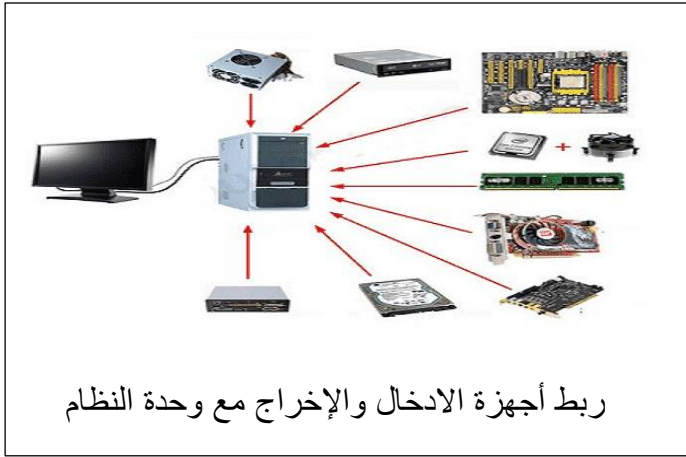 +
ربط أجهزة الادخال والإخراج مع وحدة النظام